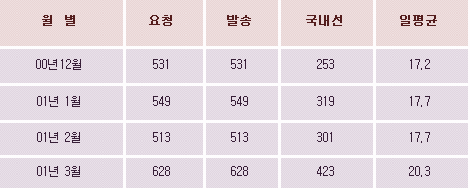 월 별 요청 발송 국내선 일평균
00년12월 531 531 253 17,2
01년 1월 549 549 319 17,7
01년 2월 513 513 301 17,7
01년 3월 628 628 423 20,3